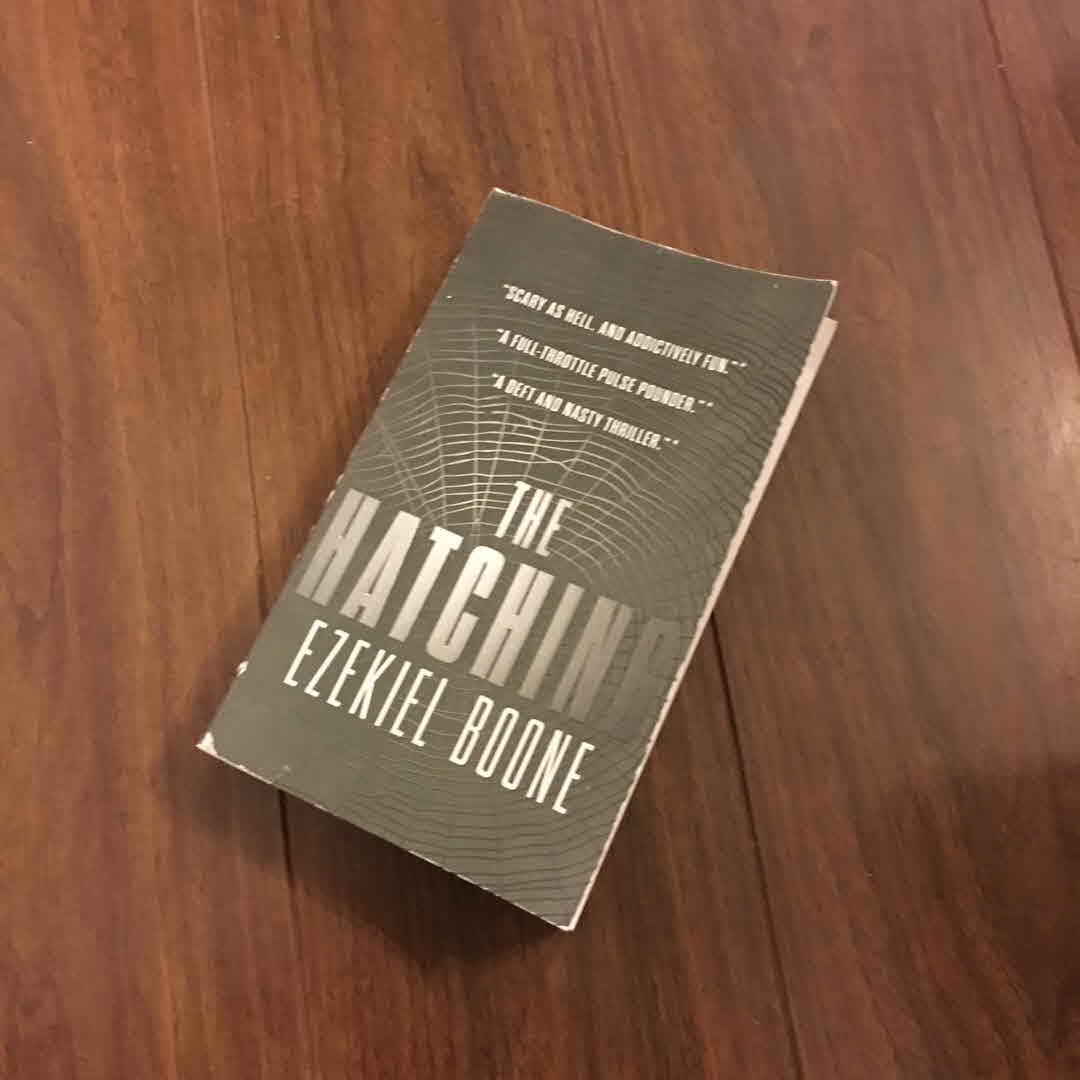 "SCARY AS HELL. AND ADDICTIVELY FUN."*
"A FULL-THROTTLE PULSE POUNDER."*
"A DEFT AND NASTY THRILLER."*
THE
HATCHING
EZEKIEL BOONE